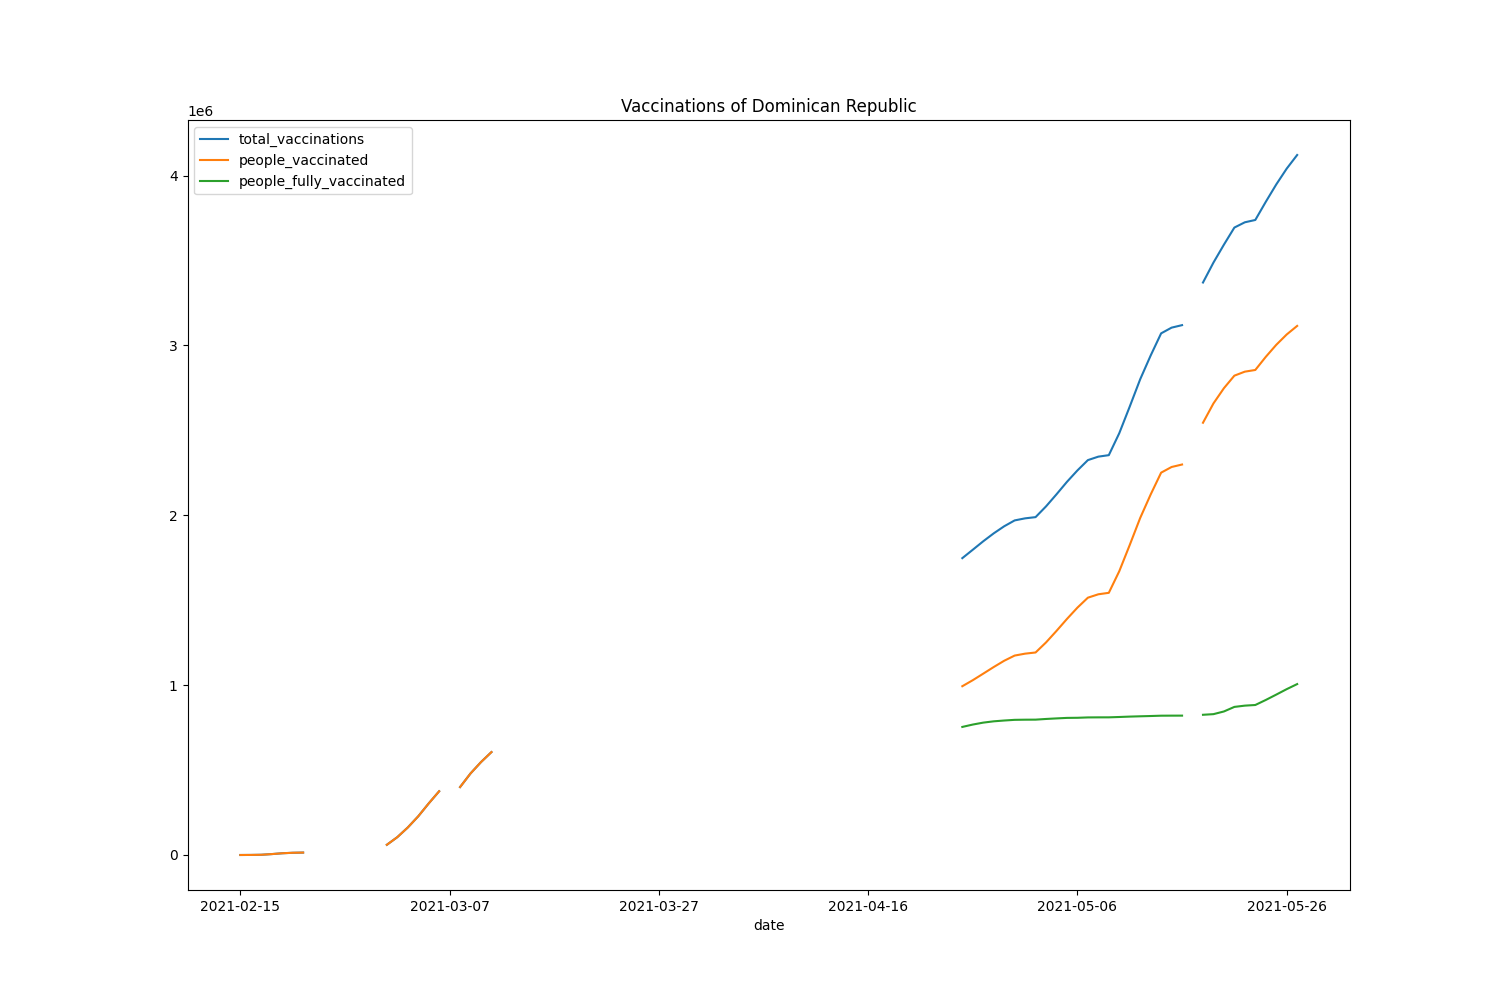 Vaccinations of Dominican Republic
1e6
total_vaccinations
people_vaccinated
people_fully_vaccinated
4
3
2
1
0
2021-02-15 2021-03-07 2021-03-27 2021-04-16 2021-05-06 2021-05-26
date